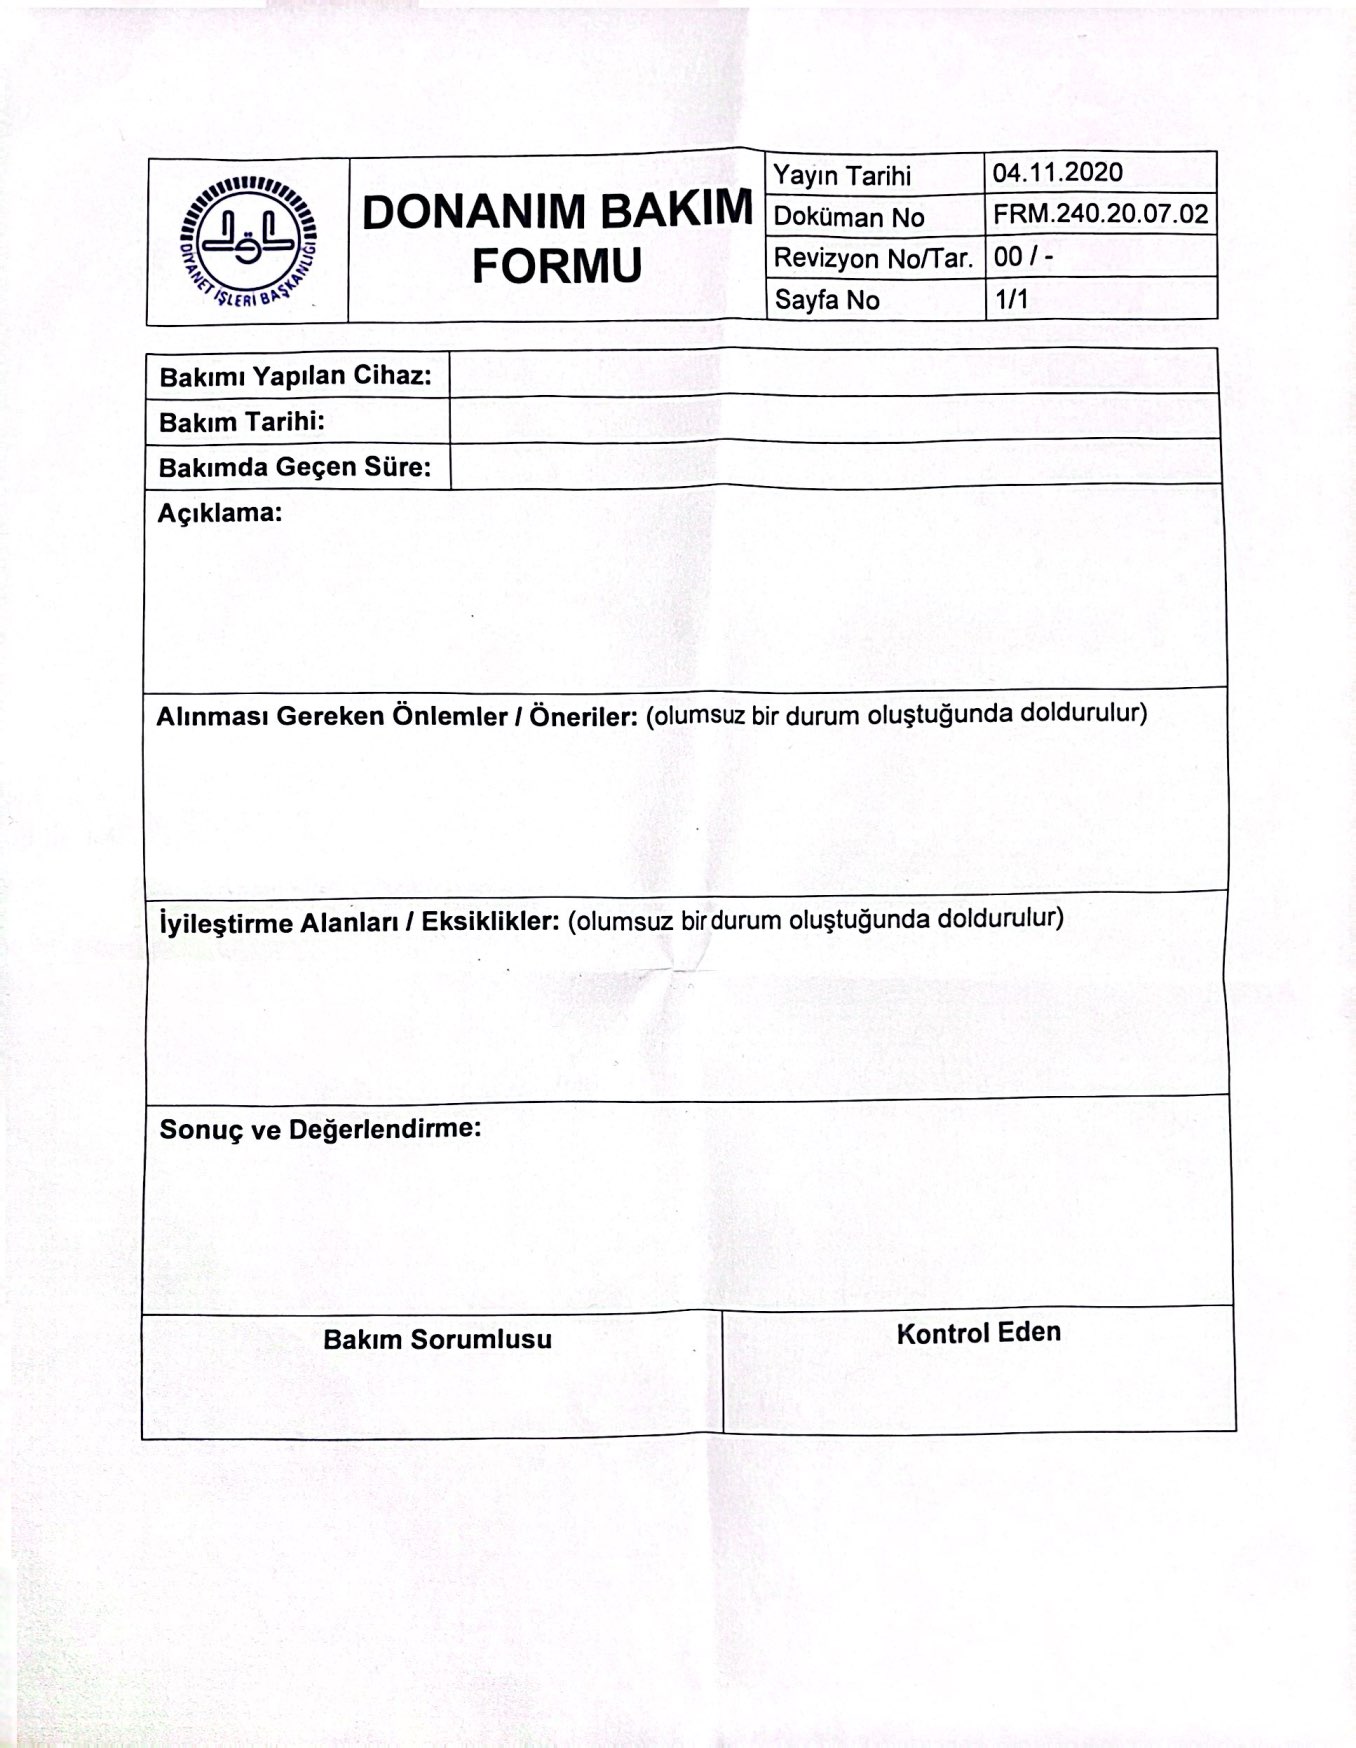 DİYANET İŞLERİ BAŞKANLIĞI
DONANIM BAKIM
FORMU
Yayın Tarihi 04.11.2020
Doküman No FRM.240.20.07.02
Revizyon No/Tar. 00 / -
Sayfa No 1/1
Bakımı Yapılan Cihaz:
Bakım Tarihi:
Bakımda Geçen Süre:
Açıklama:
Alınması Gereken Önlemler / Öneriler: (olumsuz bir durum oluştuğunda doldurulur)
İyileştirme Alanları / Eksiklikler: (olumsuz bir durum oluştuğunda doldurulur)
Sonuç ve Değerlendirme:
Bakım Sorumlusu
Kontrol Eden